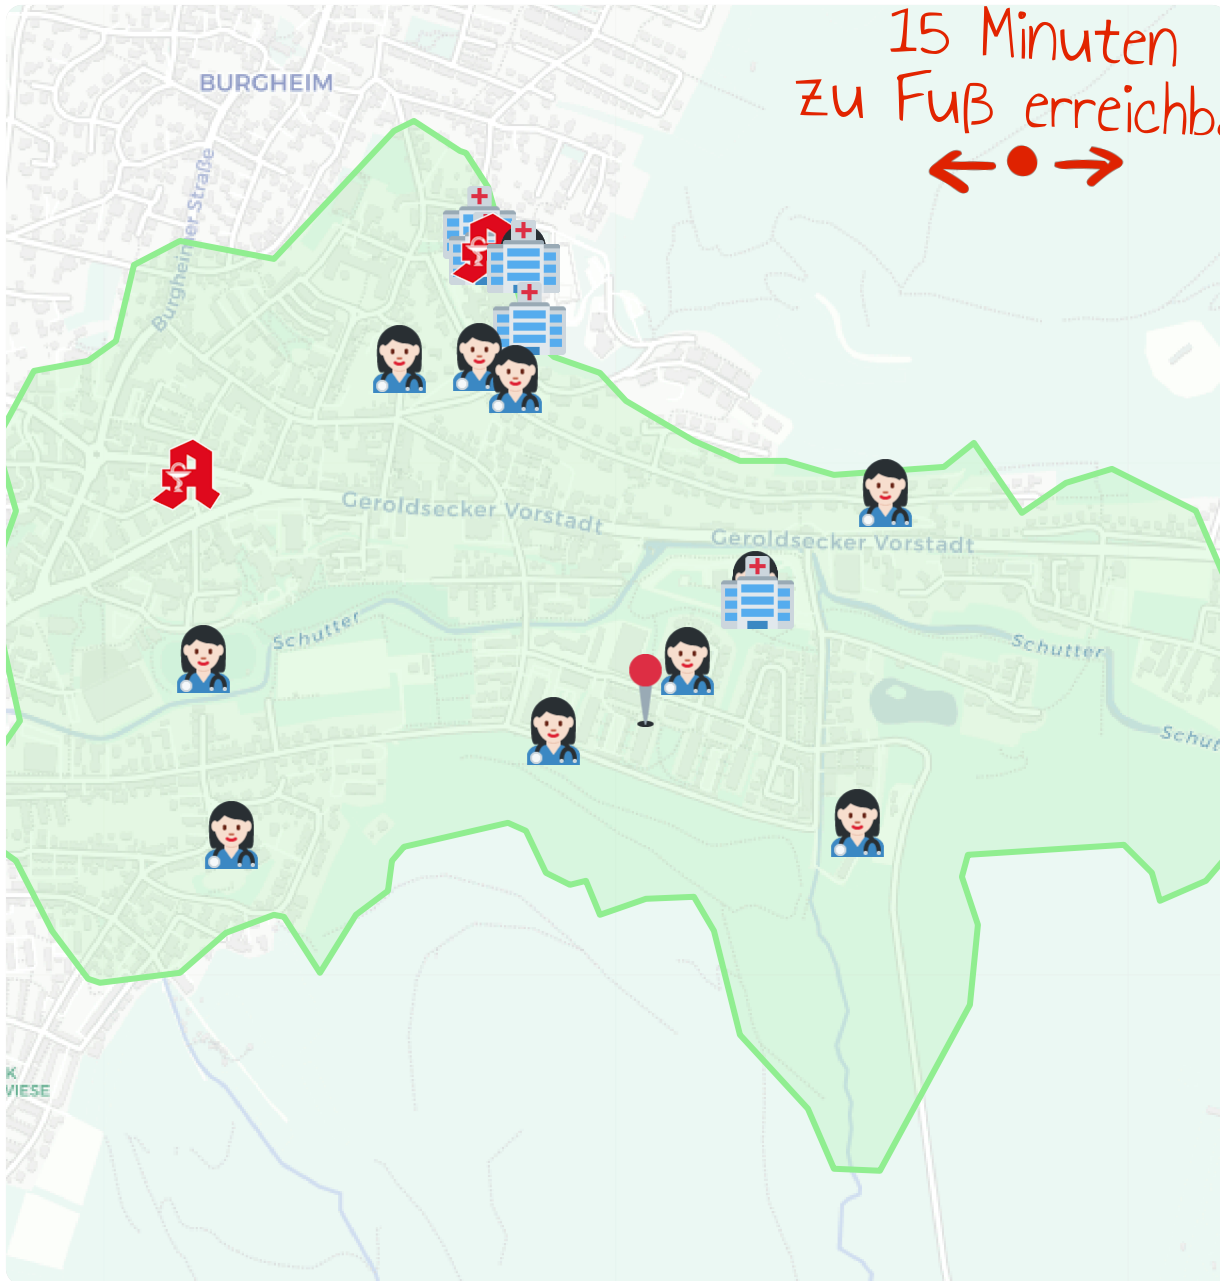 15 Minuten
zu Fuß erreichb
BURGHEIM
Burgheimer Straße
Geroldsecker Vorstadt
Geroldsecker Vorstadt
Schutter
Schutter
Schut
K
WIESE